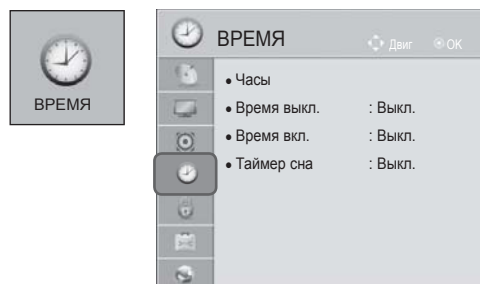 ВРЕМЯ
ВРЕМЯ
Двиг
OK
• Часы
• Время выкл. : Выкл.
• Время вкл. : Выкл.
• Таймер сна : Выкл.